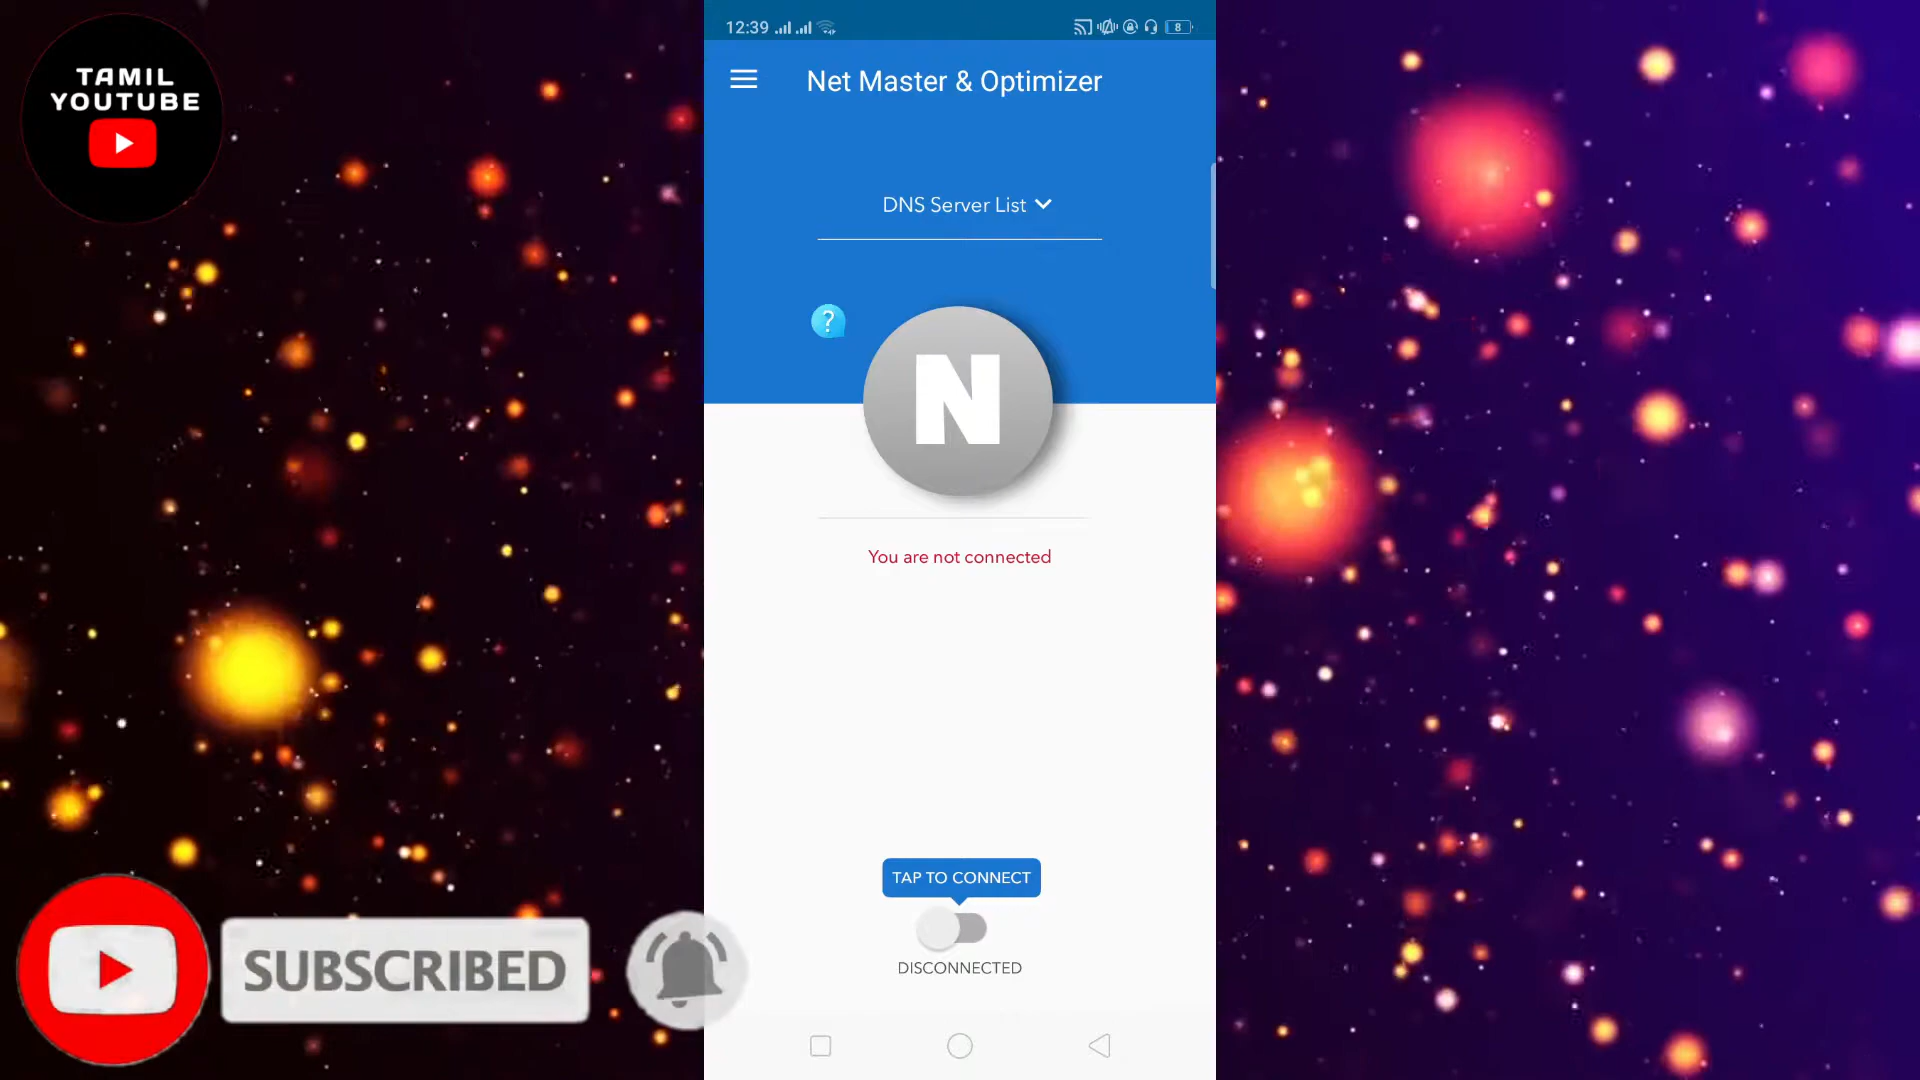 TAMIL
YOUTUBE
12:39
8
Net Master & Optimizer
DNS Server List
?
N
You are not connected
TAP TO CONNECT
DISCONNECTED
SUBSCRIBED